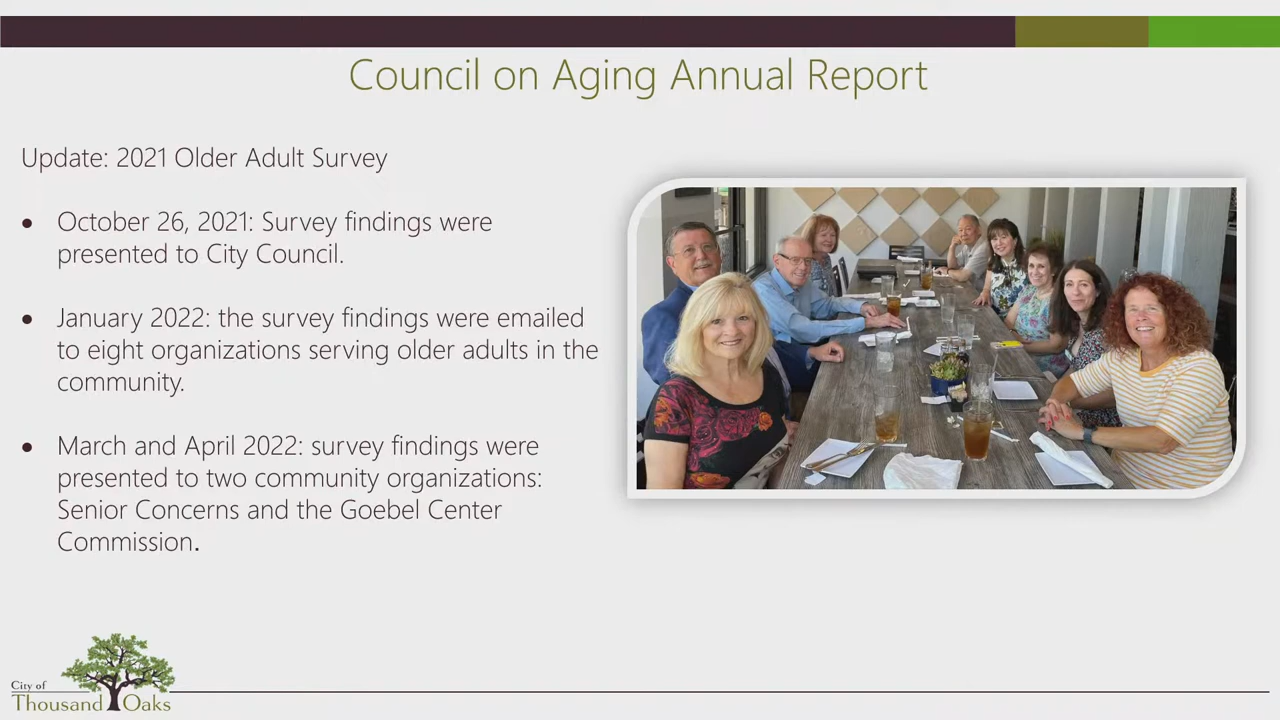 Council on Aging Annual Report
Update: 2021 Older Adult Survey
• October 26, 2021: Survey findings were
presented to City Council.
• January 2022: the survey findings were emailed
to eight organizations serving older adults in the
community.
• March and April 2022: survey findings were
presented to two community organizations:
Senior Concerns and the Goebel Center
Commission.
City of
Thousand Oaks